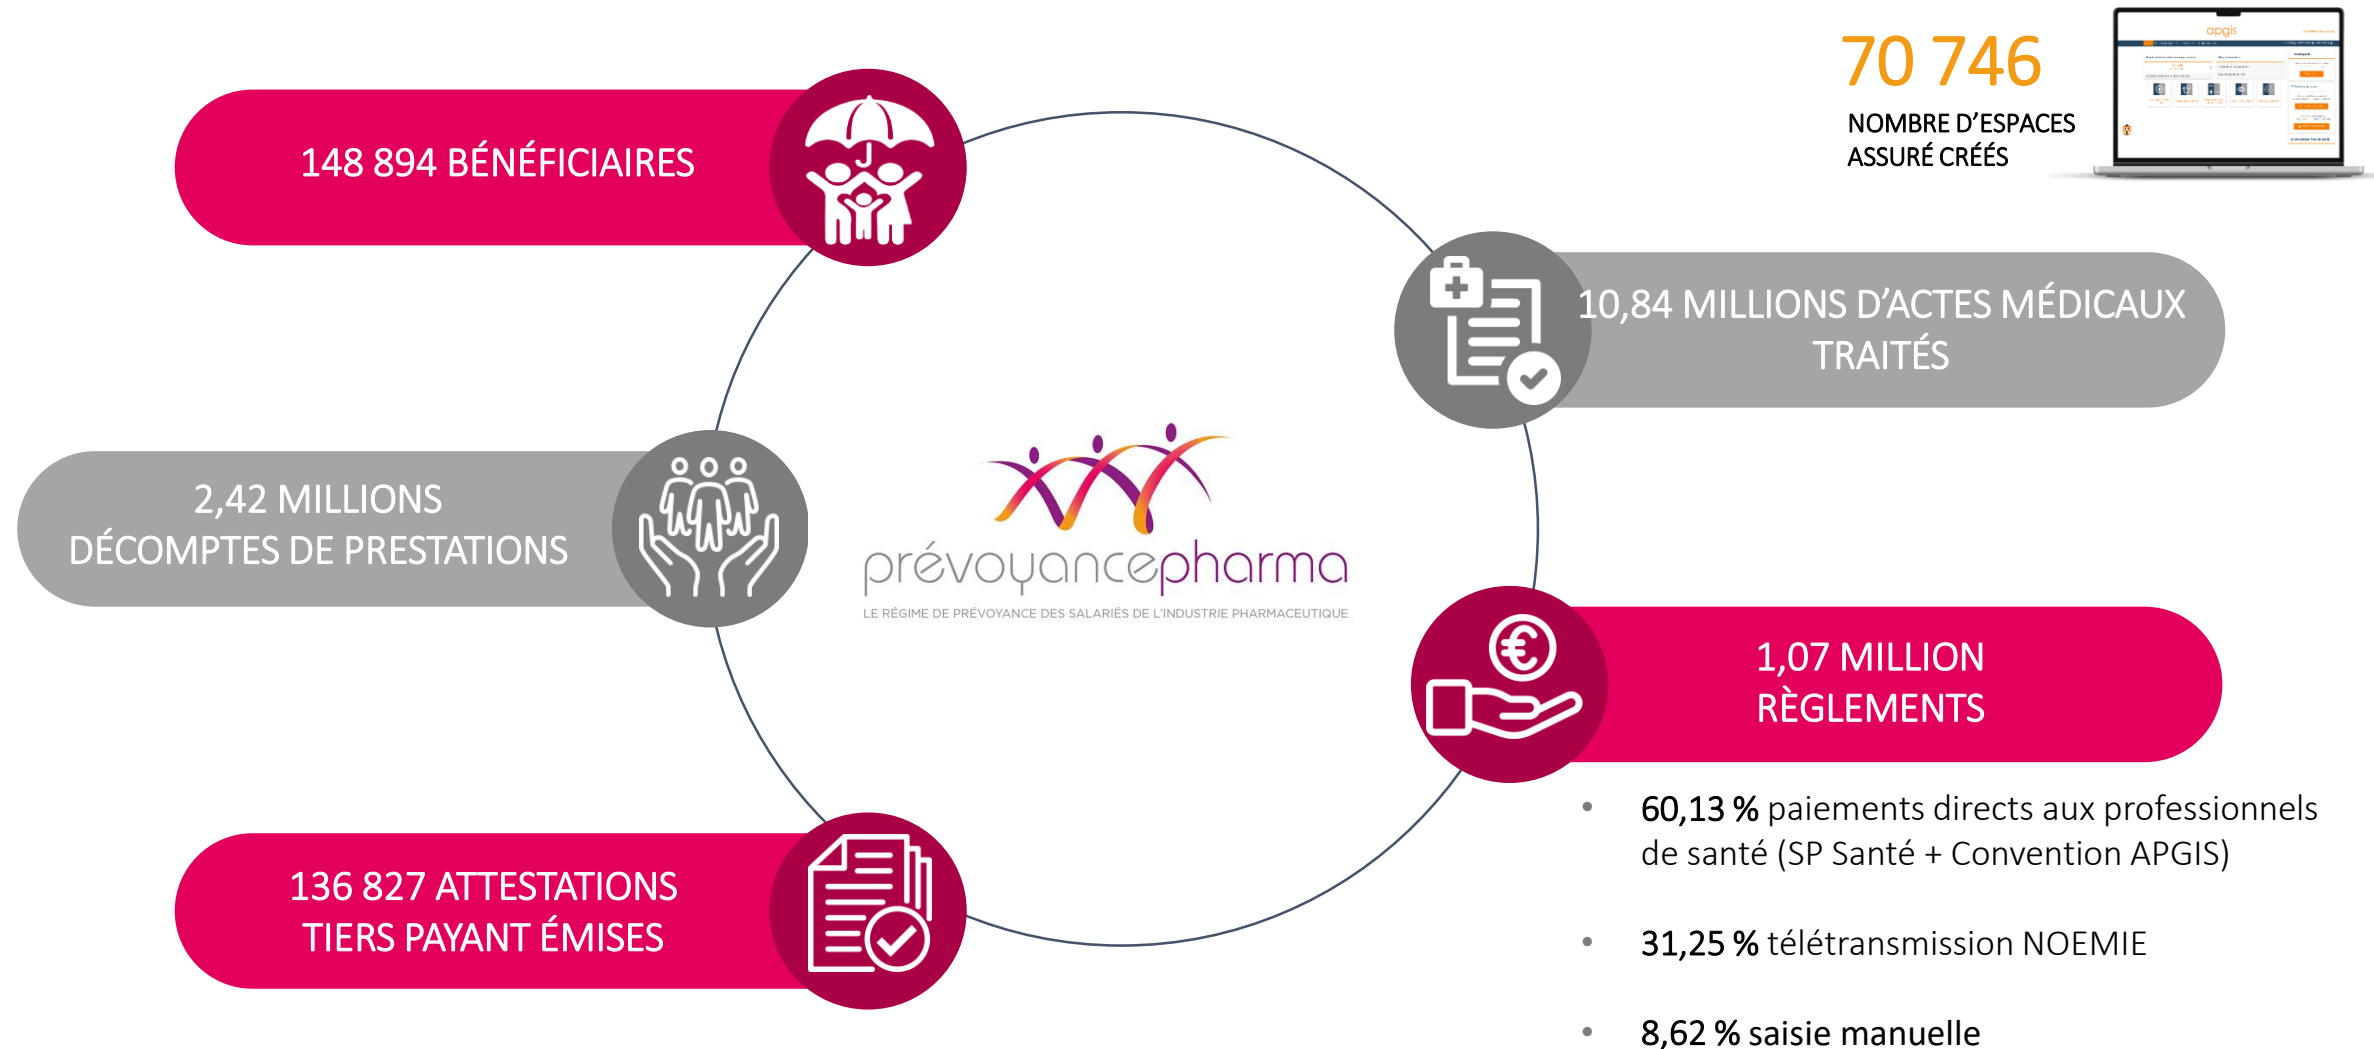 70 746
NOMBRE D’ESPACES
ASSURÉ CRÉÉS
apgis
148 894 BÉNÉFICIAIRES
10,84 MILLIONS D’ACTES MÉDICAUX
TRAITÉS
2,42 MILLIONS
DÉCOMPTES DE PRESTATIONS
prévoyancepharma
LE RÉGIME DE PRÉVOYANCE DES SALARIÉS DE L’INDUSTRIE PHARMACEUTIQUE
1,07 MILLION
RÈGLEMENTS
• 60,13 % paiements directs aux professionnels
de santé (SP Santé + Convention APGIS)
• 31,25 % télétransmission NOEMIE
• 8,62 % saisie manuelle
136 827 ATTESTATIONS
TIERS PAYANT ÉMISES